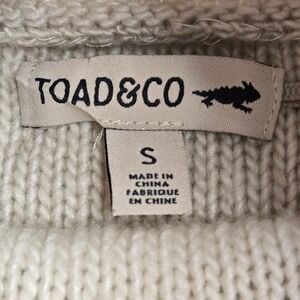 TOAD&CO
S
MADE IN
CHINA
FABRIQUE
EN CHINE